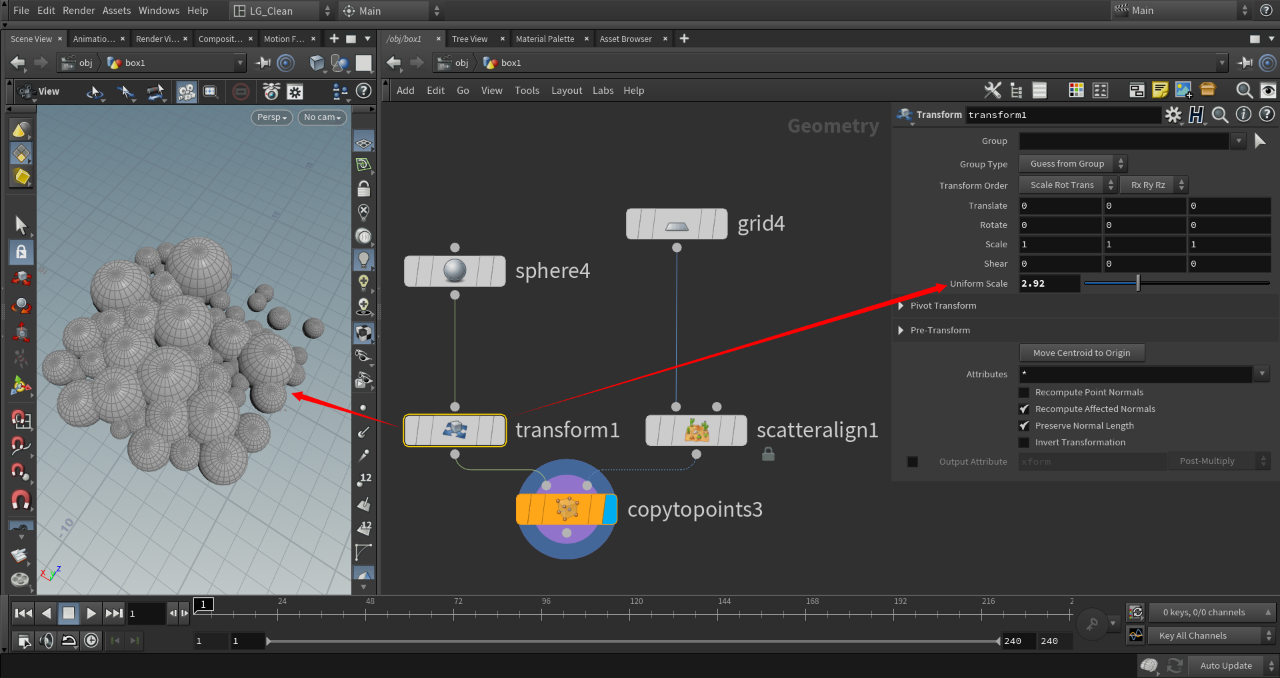 File Edit Render Assets Windows Help LG_Clean Main Main
Scene View Animatio... Render Vi... Composit... Motion F...
/obj/box1 Tree View Material Palette Asset Browser
obj box1
obj box1
View
Add Edit Go View Tools Layout Labs Help
Persp No cam
Geometry
grid4
sphere4
transform1
scatteralign1
copytopoints3
Transform transform1
Group
Group Type Guess from Group
Transform Order Scale Rot Trans Rx Ry Rz
Translate 0 0 0
Rotate 0 0 0
Scale 1 1 1
Shear 0 0 0
Uniform Scale 2.92
Pivot Transform
Pre-Transform
Move Centroid to Origin
Attributes *
Recompute Point Normals
Recompute Affected Normals
Preserve Normal Length
Invert Transformation
Output Attribute xform Post-Multiply
12
12
-10
x z
1 1 24 48 72 96 120 144 168 192 216 2
0 keys, 0/0 channels
1 1 240 240
Key All Channels
Auto Update